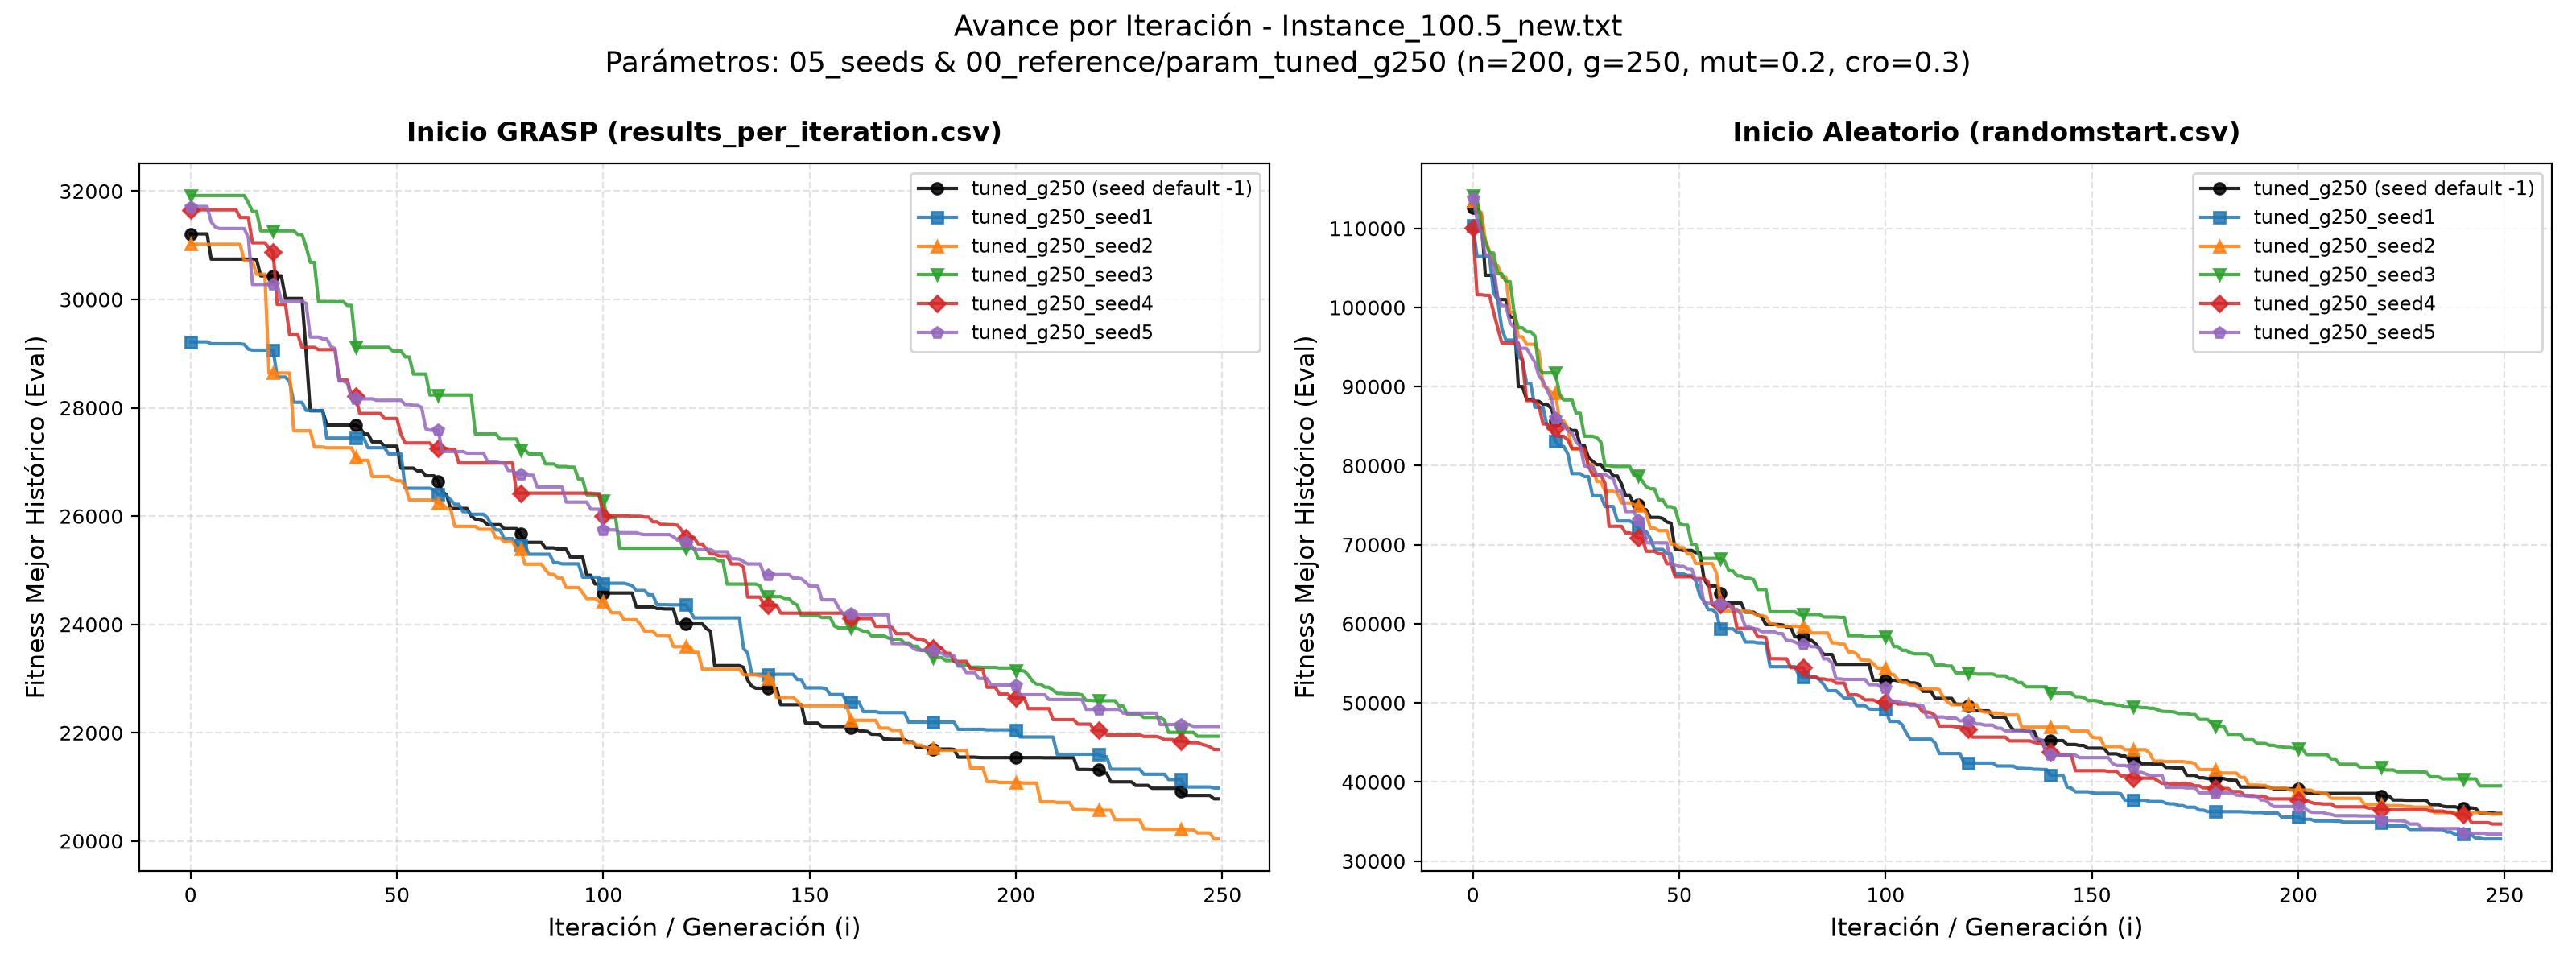 Avance por Iteración - Instance_100.5_new.txt
Parámetros: 05_seeds & 00_reference/param_tuned_g250 (n=200, g=250, mut=0.2, cro=0.3)
Inicio GRASP (results_per_iteration.csv)
Fitness Mejor Histórico (Eval)
32000
30000
28000
26000
24000
22000
20000
tuned_g250 (seed default -1)
tuned_g250_seed1
tuned_g250_seed2
tuned_g250_seed3
tuned_g250_seed4
tuned_g250_seed5
0
50
100
150
200
250
Iteración / Generación (i)
Inicio Aleatorio (randomstart.csv)
Fitness Mejor Histórico (Eval)
110000
100000
90000
80000
70000
60000
50000
40000
30000
tuned_g250 (seed default -1)
tuned_g250_seed1
tuned_g250_seed2
tuned_g250_seed3
tuned_g250_seed4
tuned_g250_seed5
0
50
100
150
200
250
Iteración / Generación (i)